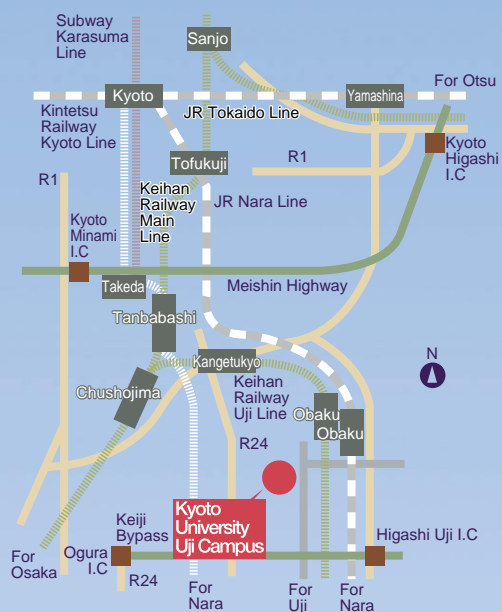 Subway
Karasuma
Line
Sanjo
Kyoto
Yamashina
For Otsu
JR Tokaido Line
Kintetsu
Railway
Kyoto Line
Kyoto
Higashi
I.C
Tofukuji
R1
R1
Keihan
Railway
Main
Line
JR Nara Line
Kyoto
Minami
I.C
Takeda
Meishin Highway
Tanbabashi
Kangetukyo
N
Chushojima
Keihan
Railway
Uji Line
Obaku
Obaku
R24
Kyoto
University
Uji Campus
Keiji
Bypass
Higashi Uji I.C
For
Osaka
Ogura
I.C
R24
For
Nara
For
Uji
For
Nara